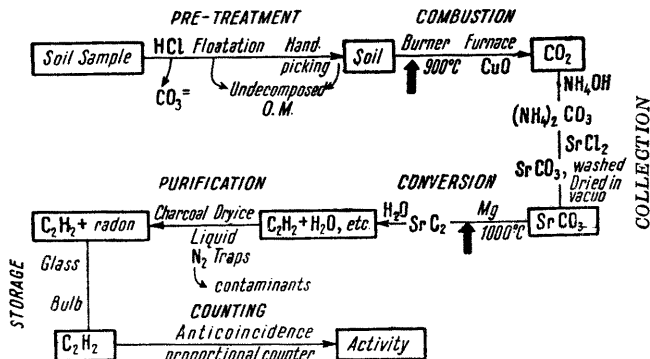 PRE-TREATMENT
COMBUSTION
Soil Sample
HCl Floatation Hand-
picking
CO₃=
Undecomposed
O.M.
Soil
Burner Furnace
900°C CuO
CO₂
NH₄OH
(NH₄)₂ CO₃
SrCl₂
SrCO₃, washed
Dried in
vacuo
COLLECTION
PURIFICATION
CONVERSION
C₂H₂+ radon
Charcoal Dryice
Liquid
N₂ Traps
contaminants
C₂H₂+H₂O, etc.
H₂O
SrC₂
Mg
1000°C
SrCO₃
STORAGE
Glass
Bulb
COUNTING
C₂H₂
Anticoincidence
proportional counter
Activity